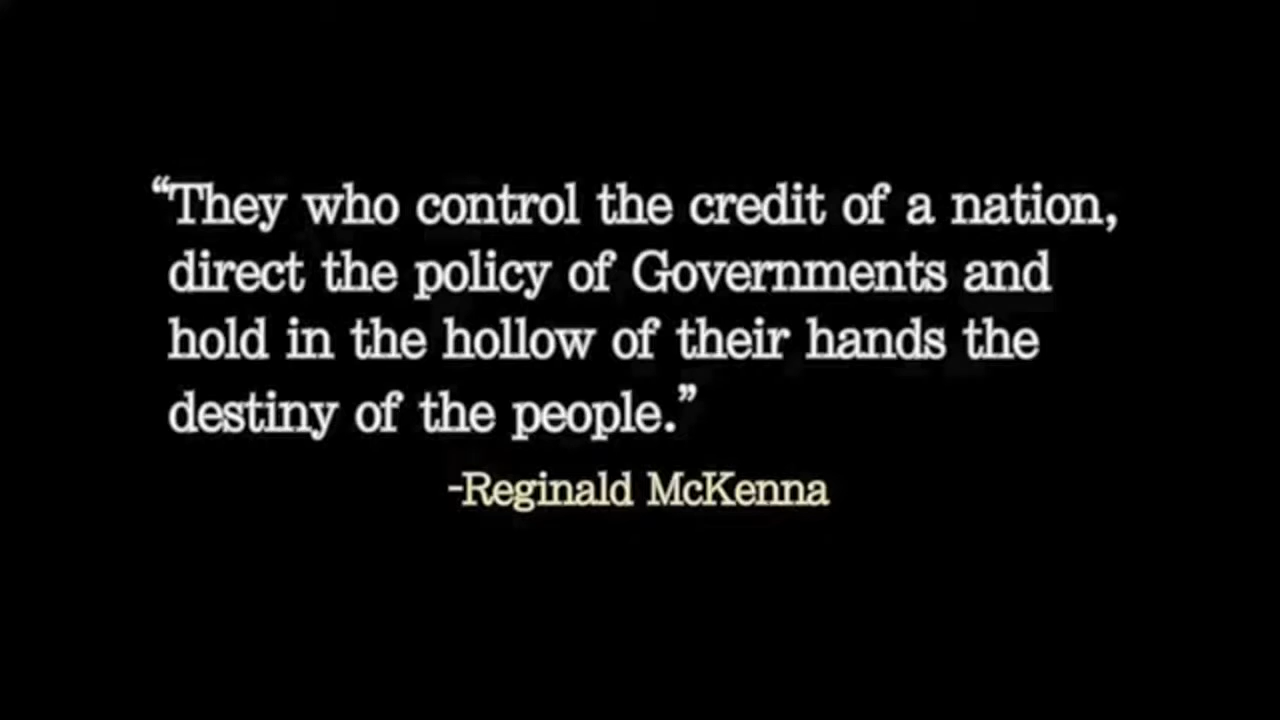 “They who control the credit of a nation,
direct the policy of Governments and
hold in the hollow of their hands the
destiny of the people.”
-Reginald McKenna